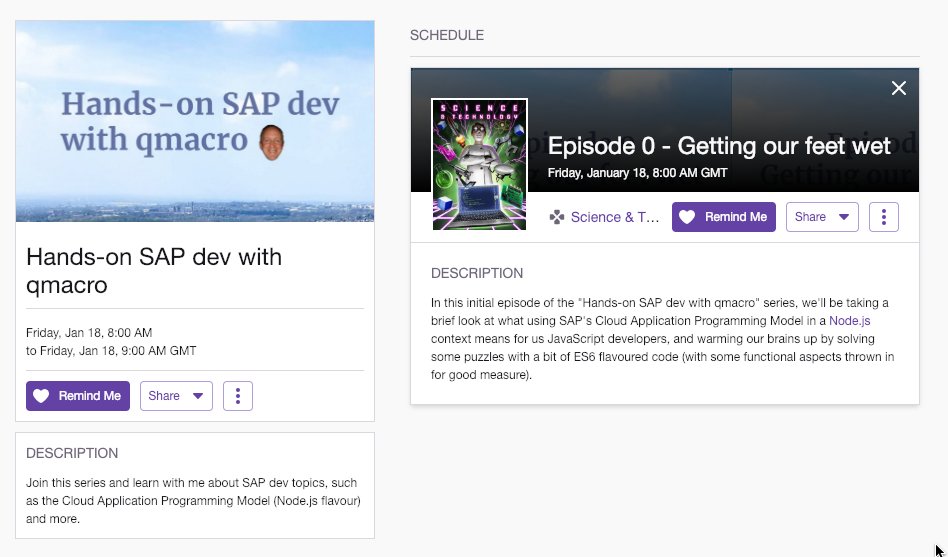 Hands-on SAP dev
with qmacro
Hands-on SAP dev with
qmacro
Friday, Jan 18, 8:00 AM
to Friday, Jan 18, 9:00 AM GMT
Remind Me
Share
DESCRIPTION
Join this series and learn with me about SAP dev topics, such
as the Cloud Application Programming Model (Node.js flavour)
and more.
SCHEDULE
SCIENCE
& TECHNOLOGY
Episode 0 - Getting our feet wet
Friday, January 18, 8:00 AM GMT
Science & T...
Remind Me
Share
DESCRIPTION
In this initial episode of the "Hands-on SAP dev with qmacro" series, we'll be taking a
brief look at what using SAP's Cloud Application Programming Model in a Node.js
context means for us JavaScript developers, and warming our brains up by solving
some puzzles with a bit of ES6 flavoured code (with some functional aspects thrown in
for good measure).